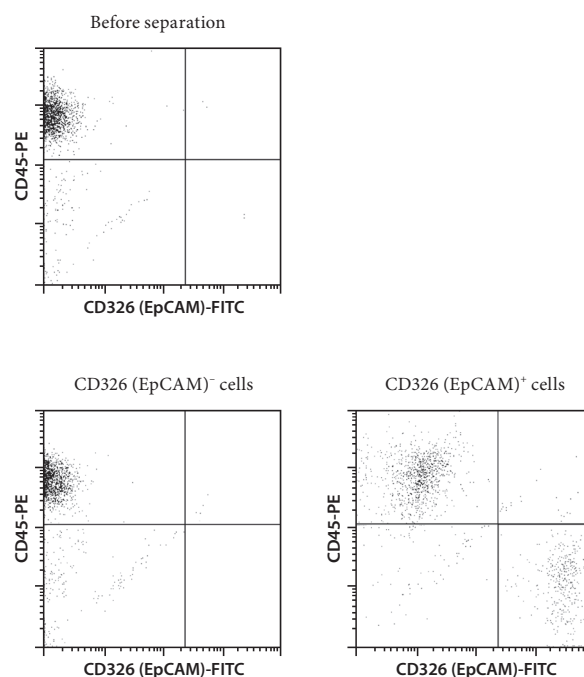 Before separation
CD45-PE
CD326 (EpCAM)-FITC
CD326 (EpCAM)⁻ cells
CD45-PE
CD326 (EpCAM)-FITC
CD326 (EpCAM)⁺ cells
CD45-PE
CD326 (EpCAM)-FITC